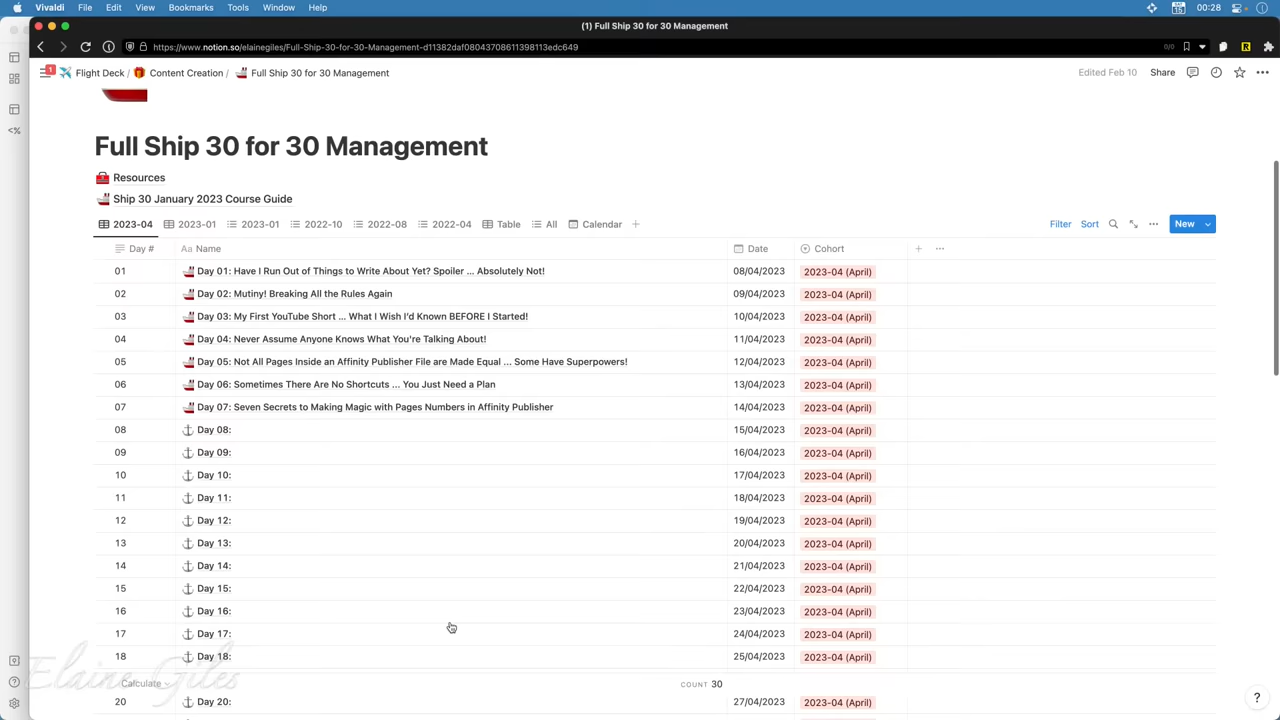 Vivaldi File Edit View Bookmarks Tools Window Help 00:28
(1) Full Ship 30 for 30 Management
https://www.notion.so/elainegiles/Full-Ship-30-for-30-Management-d11382daf08043708611398113edc649 0/0
1 Flight Deck / Content Creation / Full Ship 30 for 30 Management Edited Feb 10 Share
Full Ship 30 for 30 Management
Resources
Ship 30 January 2023 Course Guide
2023-04 2023-01 2023-01 2022-10 2022-08 2022-04 Table All Calendar + Filter Sort New
Day # Aa Name Date Cohort
01 Day 01: Have I Run Out of Things to Write About Yet? Spoiler ... Absolutely Not! 08/04/2023 2023-04 (April)
02 Day 02: Mutiny! Breaking All the Rules Again 09/04/2023 2023-04 (April)
03 Day 03: My First YouTube Short ... What I Wish I'd Known BEFORE I Started! 10/04/2023 2023-04 (April)
04 Day 04: Never Assume Anyone Knows What You're Talking About! 11/04/2023 2023-04 (April)
05 Day 05: Not All Pages Inside an Affinity Publisher File are Made Equal ... Some Have Superpowers! 12/04/2023 2023-04 (April)
06 Day 06: Sometimes There Are No Shortcuts ... You Just Need a Plan 13/04/2023 2023-04 (April)
07 Day 07: Seven Secrets to Making Magic with Pages Numbers in Affinity Publisher 14/04/2023 2023-04 (April)
08 Day 08: 15/04/2023 2023-04 (April)
09 Day 09: 16/04/2023 2023-04 (April)
10 Day 10: 17/04/2023 2023-04 (April)
11 Day 11: 18/04/2023 2023-04 (April)
12 Day 12: 19/04/2023 2023-04 (April)
13 Day 13: 20/04/2023 2023-04 (April)
14 Day 14: 21/04/2023 2023-04 (April)
15 Day 15: 22/04/2023 2023-04 (April)
16 Day 16: 23/04/2023 2023-04 (April)
17 Day 17: 24/04/2023 2023-04 (April)
18 Day 18: 25/04/2023 2023-04 (April)
Elaine Giles
Calculate COUNT 30
20 Day 20: 27/04/2023 2023-04 (April)